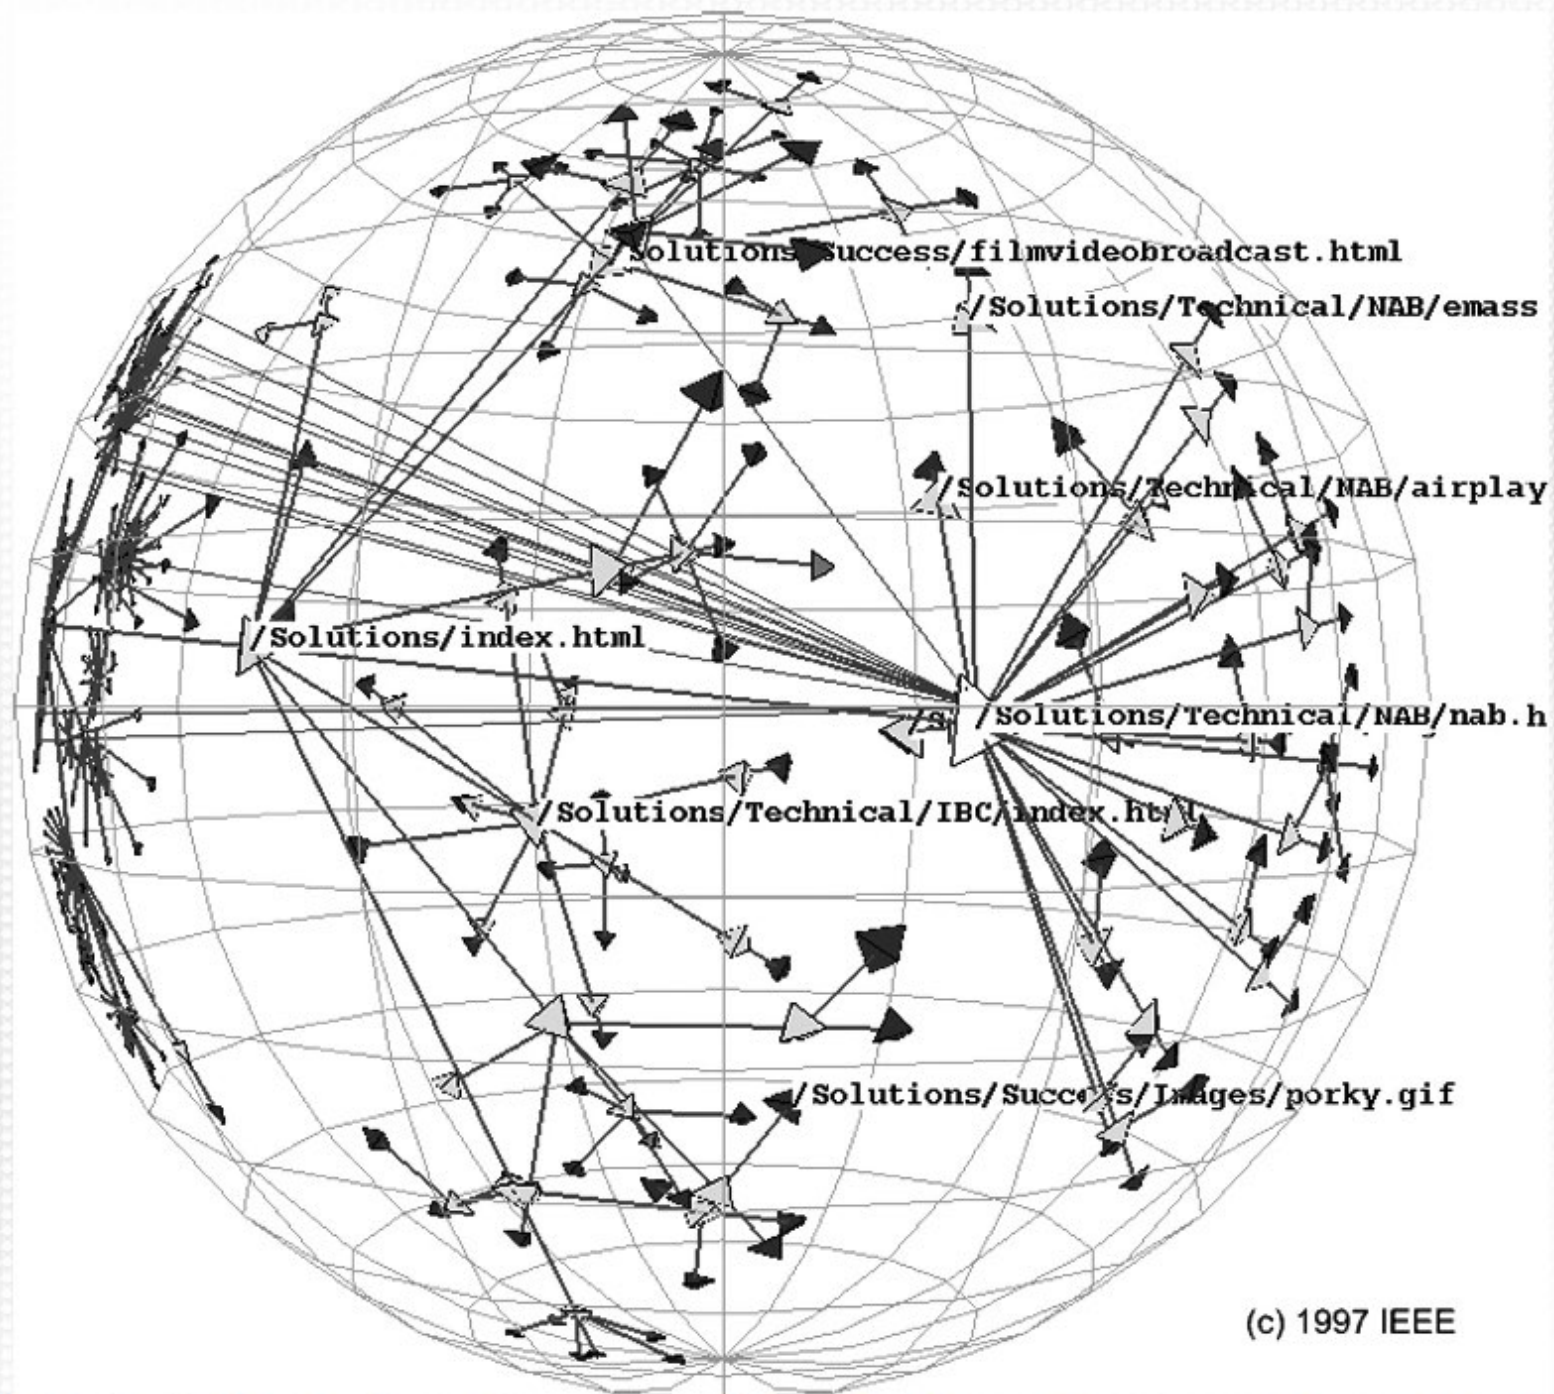 /Solutions/Success/filmvideobroadcast.html
/Solutions/Technical/NAB/emass
/Solutions/Technical/NAB/airplay
/Solutions/index.html
/S
/Solutions/Technical/NAB/nab.h
/Solutions/Technical/IBC/index.html
/Solutions/Success/Images/porky.gif
(c) 1997 IEEE